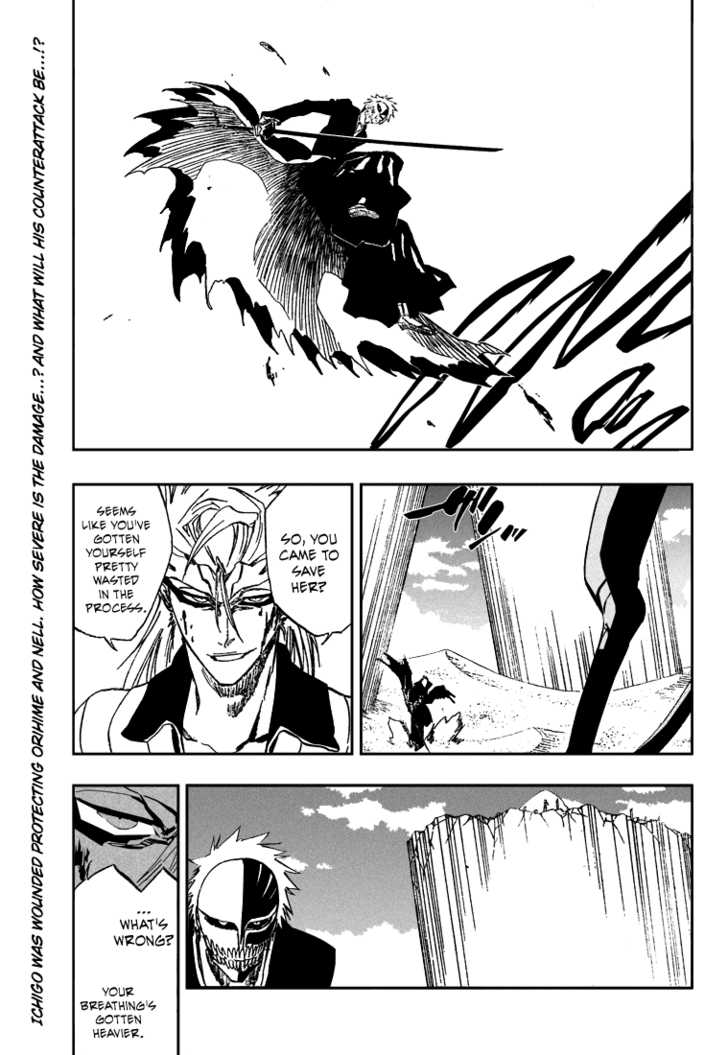 ICHIGO WAS WOUNDED PROTECTING ORIHIME AND NELL. HOW SEVERE IS THE DAMAGE...? AND WHAT WILL HIS COUNTERATTACK BE...!?
SO, YOU
CAME TO
SAVE
HER?
SEEMS
LIKE YOU'VE
GOTTEN
YOURSELF
PRETTY
WASTED
IN THE
PROCESS.
...
WHAT'S
WRONG?
YOUR
BREATHING'S
GOTTEN
HEAVIER.